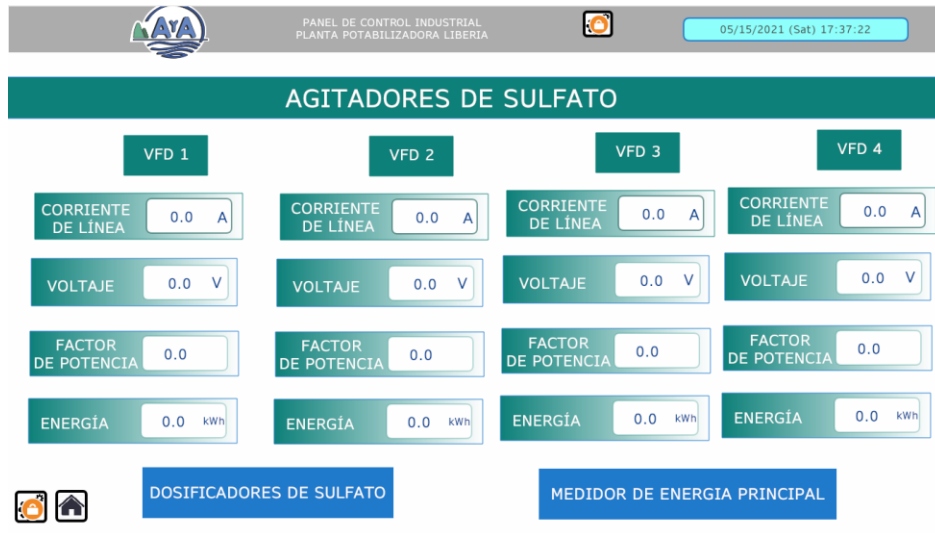 AyA
PANEL DE CONTROL INDUSTRIAL
PLANTA POTABILIZADORA LIBERIA
05/15/2021 (Sat) 17:37:22
AGITADORES DE SULFATO
VFD 1
CORRIENTE
DE LÍNEA
0.0 A
VOLTAJE
0.0 V
FACTOR
DE POTENCIA
0.0
ENERGÍA
0.0 kWh
VFD 2
CORRIENTE
DE LÍNEA
0.0 A
VOLTAJE
0.0 V
FACTOR
DE POTENCIA
0.0
ENERGÍA
0.0 kWh
VFD 3
CORRIENTE
DE LÍNEA
0.0 A
VOLTAJE
0.0 V
FACTOR
DE POTENCIA
0.0
ENERGÍA
0.0 kWh
VFD 4
CORRIENTE
DE LÍNEA
0.0 A
VOLTAJE
0.0 V
FACTOR
DE POTENCIA
0.0
ENERGÍA
0.0 kWh
DOSIFICADORES DE SULFATO
MEDIDOR DE ENERGIA PRINCIPAL